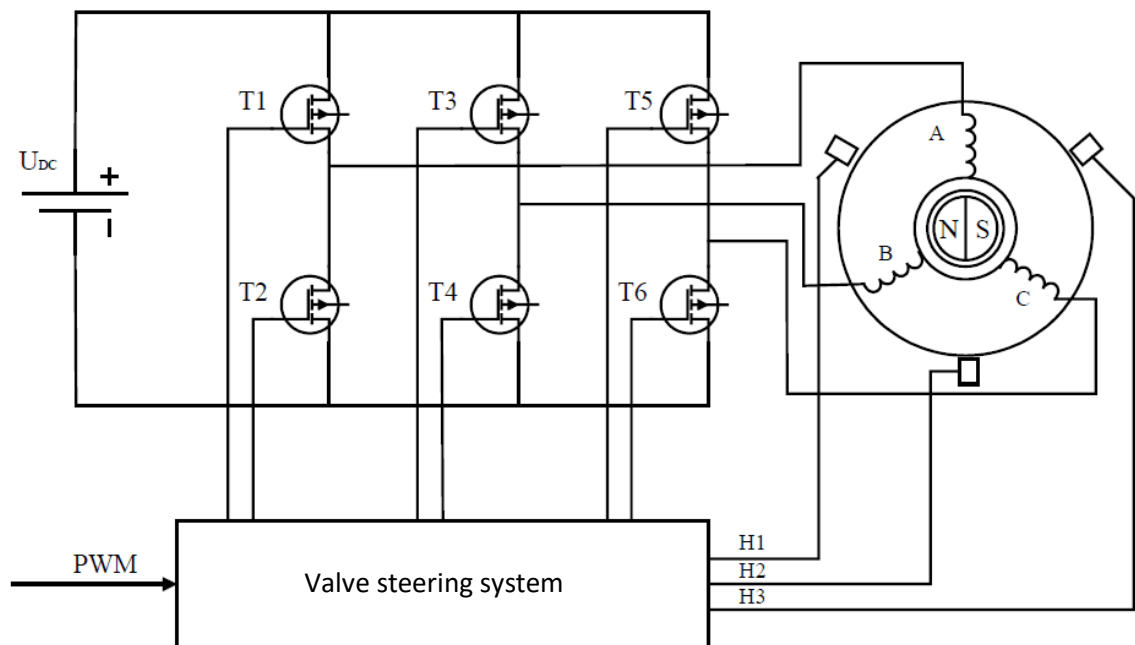 T1
T3
T5
A
UDC
+
N S
B
C
T2
T4
T6
H1
PWM
H2
Valve steering system
H3